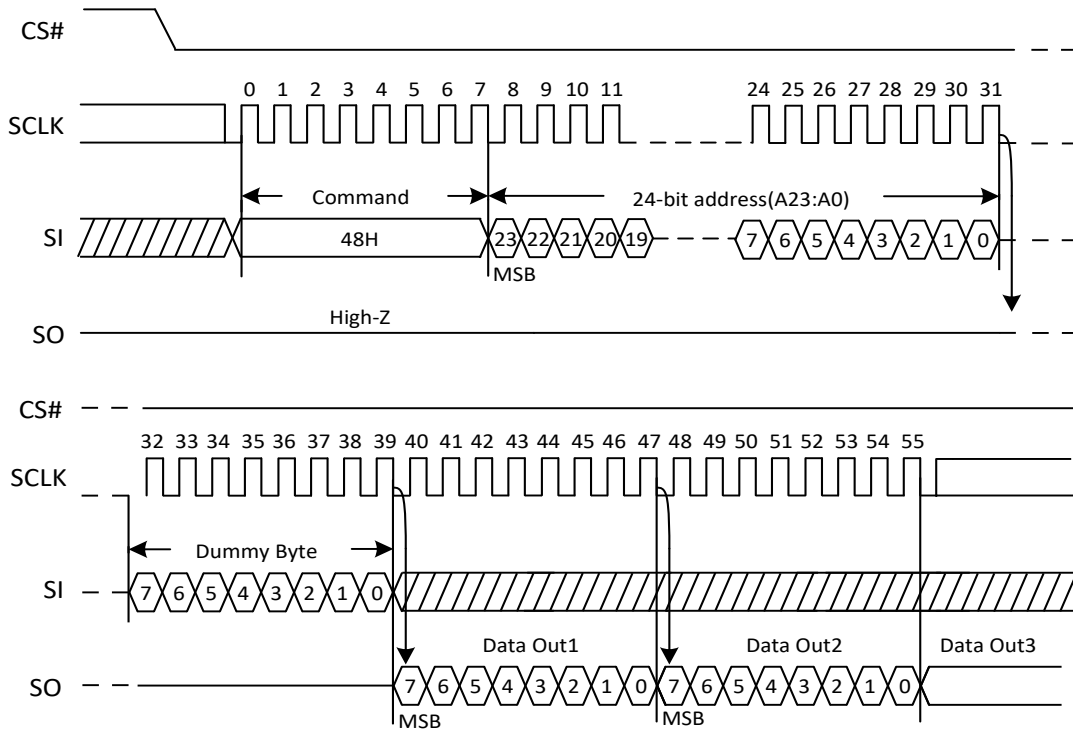 CS#
0 1 2 3 4 5 6 7 8 9 10 11 24 25 26 27 28 29 30 31
SCLK
Command 24-bit address(A23:A0)
SI 48H 23 22 21 20 19 7 6 5 4 3 2 1 0
MSB
High-Z
SO
CS#
32 33 34 35 36 37 38 39 40 41 42 43 44 45 46 47 48 49 50 51 52 53 54 55
SCLK
Dummy Byte
SI 7 6 5 4 3 2 1 0
Data Out1 Data Out2 Data Out3
SO 7 6 5 4 3 2 1 0 7 6 5 4 3 2 1 0
MSB MSB